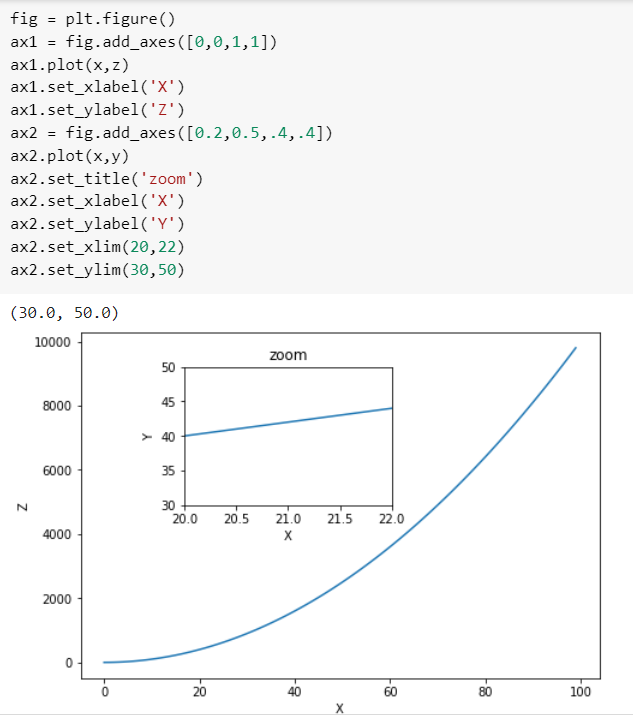 fig = plt.figure()
ax1 = fig.add_axes([0,0,1,1])
ax1.plot(x,z)
ax1.set_xlabel('X')
ax1.set_ylabel('Z')
ax2 = fig.add_axes([0.2,0.5,.4,.4])
ax2.plot(x,y)
ax2.set_title('zoom')
ax2.set_xlabel('X')
ax2.set_ylabel('Y')
ax2.set_xlim(20,22)
ax2.set_ylim(30,50)
(30.0, 50.0)
10000
8000
6000
4000
2000
0
Z
zoom
50
45
40
35
30
Y
20.0 20.5 21.0 21.5 22.0
X
0 20 40 60 80 100
X